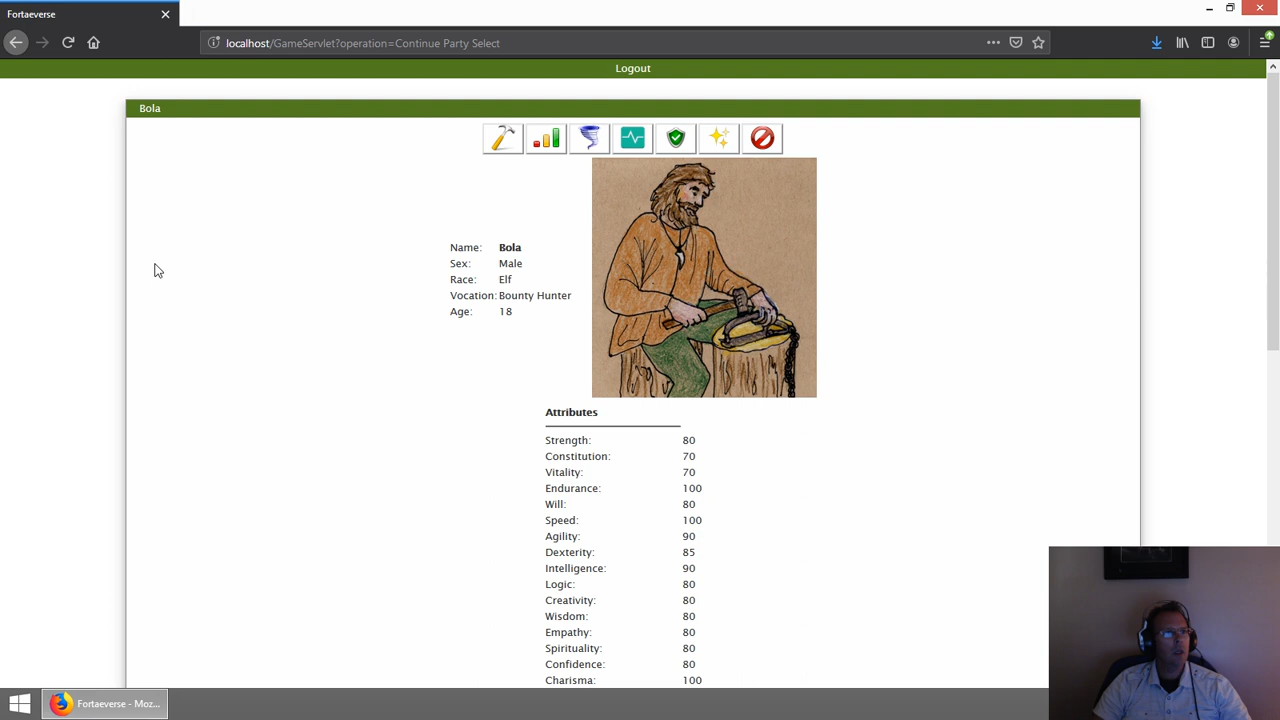 Fortaeverse
localhost/GameServlet?operation=Continue Party Select
Logout
Bola
Name: Bola
Sex: Male
Race: Elf
Vocation: Bounty Hunter
Age: 18
Attributes
Strength: 80
Constitution: 70
Vitality: 70
Endurance: 100
Will: 80
Speed: 100
Agility: 90
Dexterity: 85
Intelligence: 90
Logic: 80
Creativity: 80
Wisdom: 80
Empathy: 80
Spirituality: 80
Confidence: 80
Charisma: 100
Fortaeverse - Moz...